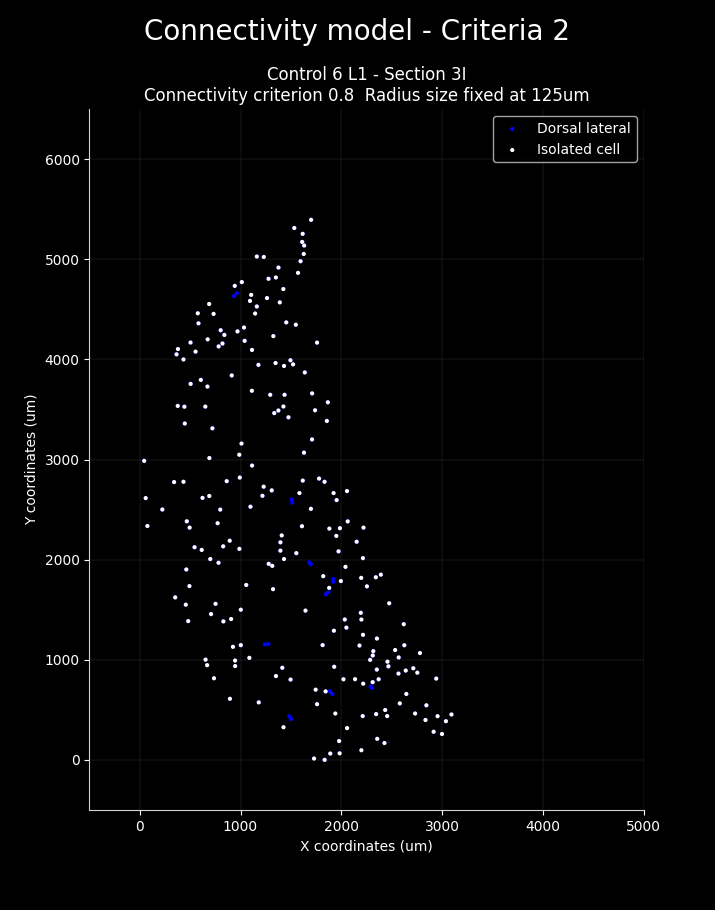 Connectivity model - Criteria 2
Control 6 L1 - Section 3I
Connectivity criterion 0.8  Radius size fixed at 125um
Dorsal lateral
Isolated cell
6000
5000
4000
3000
2000
1000
0
Y coordinates (um)
0 1000 2000 3000 4000 5000
X coordinates (um)